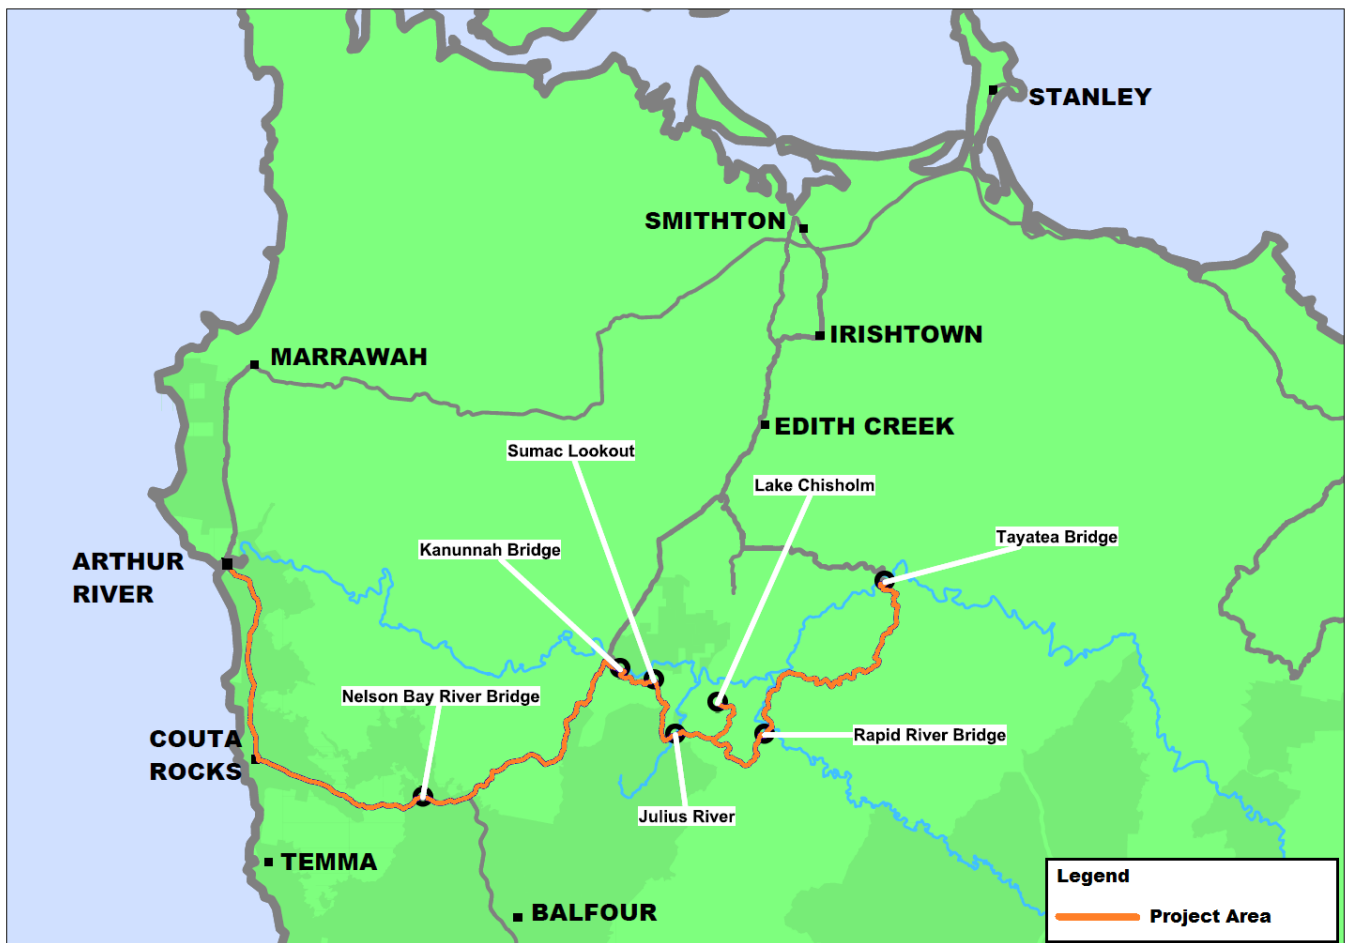 STANLEY
SMITHTON
IRISHTOWN
MARRAWAH
EDITH CREEK
Sumac Lookout
Lake Chisholm
Tayatea Bridge
Kanunnah Bridge
ARTHUR
RIVER
Nelson Bay River Bridge
Rapid River Bridge
COUTA
ROCKS
Julius River
TEMMA
BALFOUR
Legend
Project Area